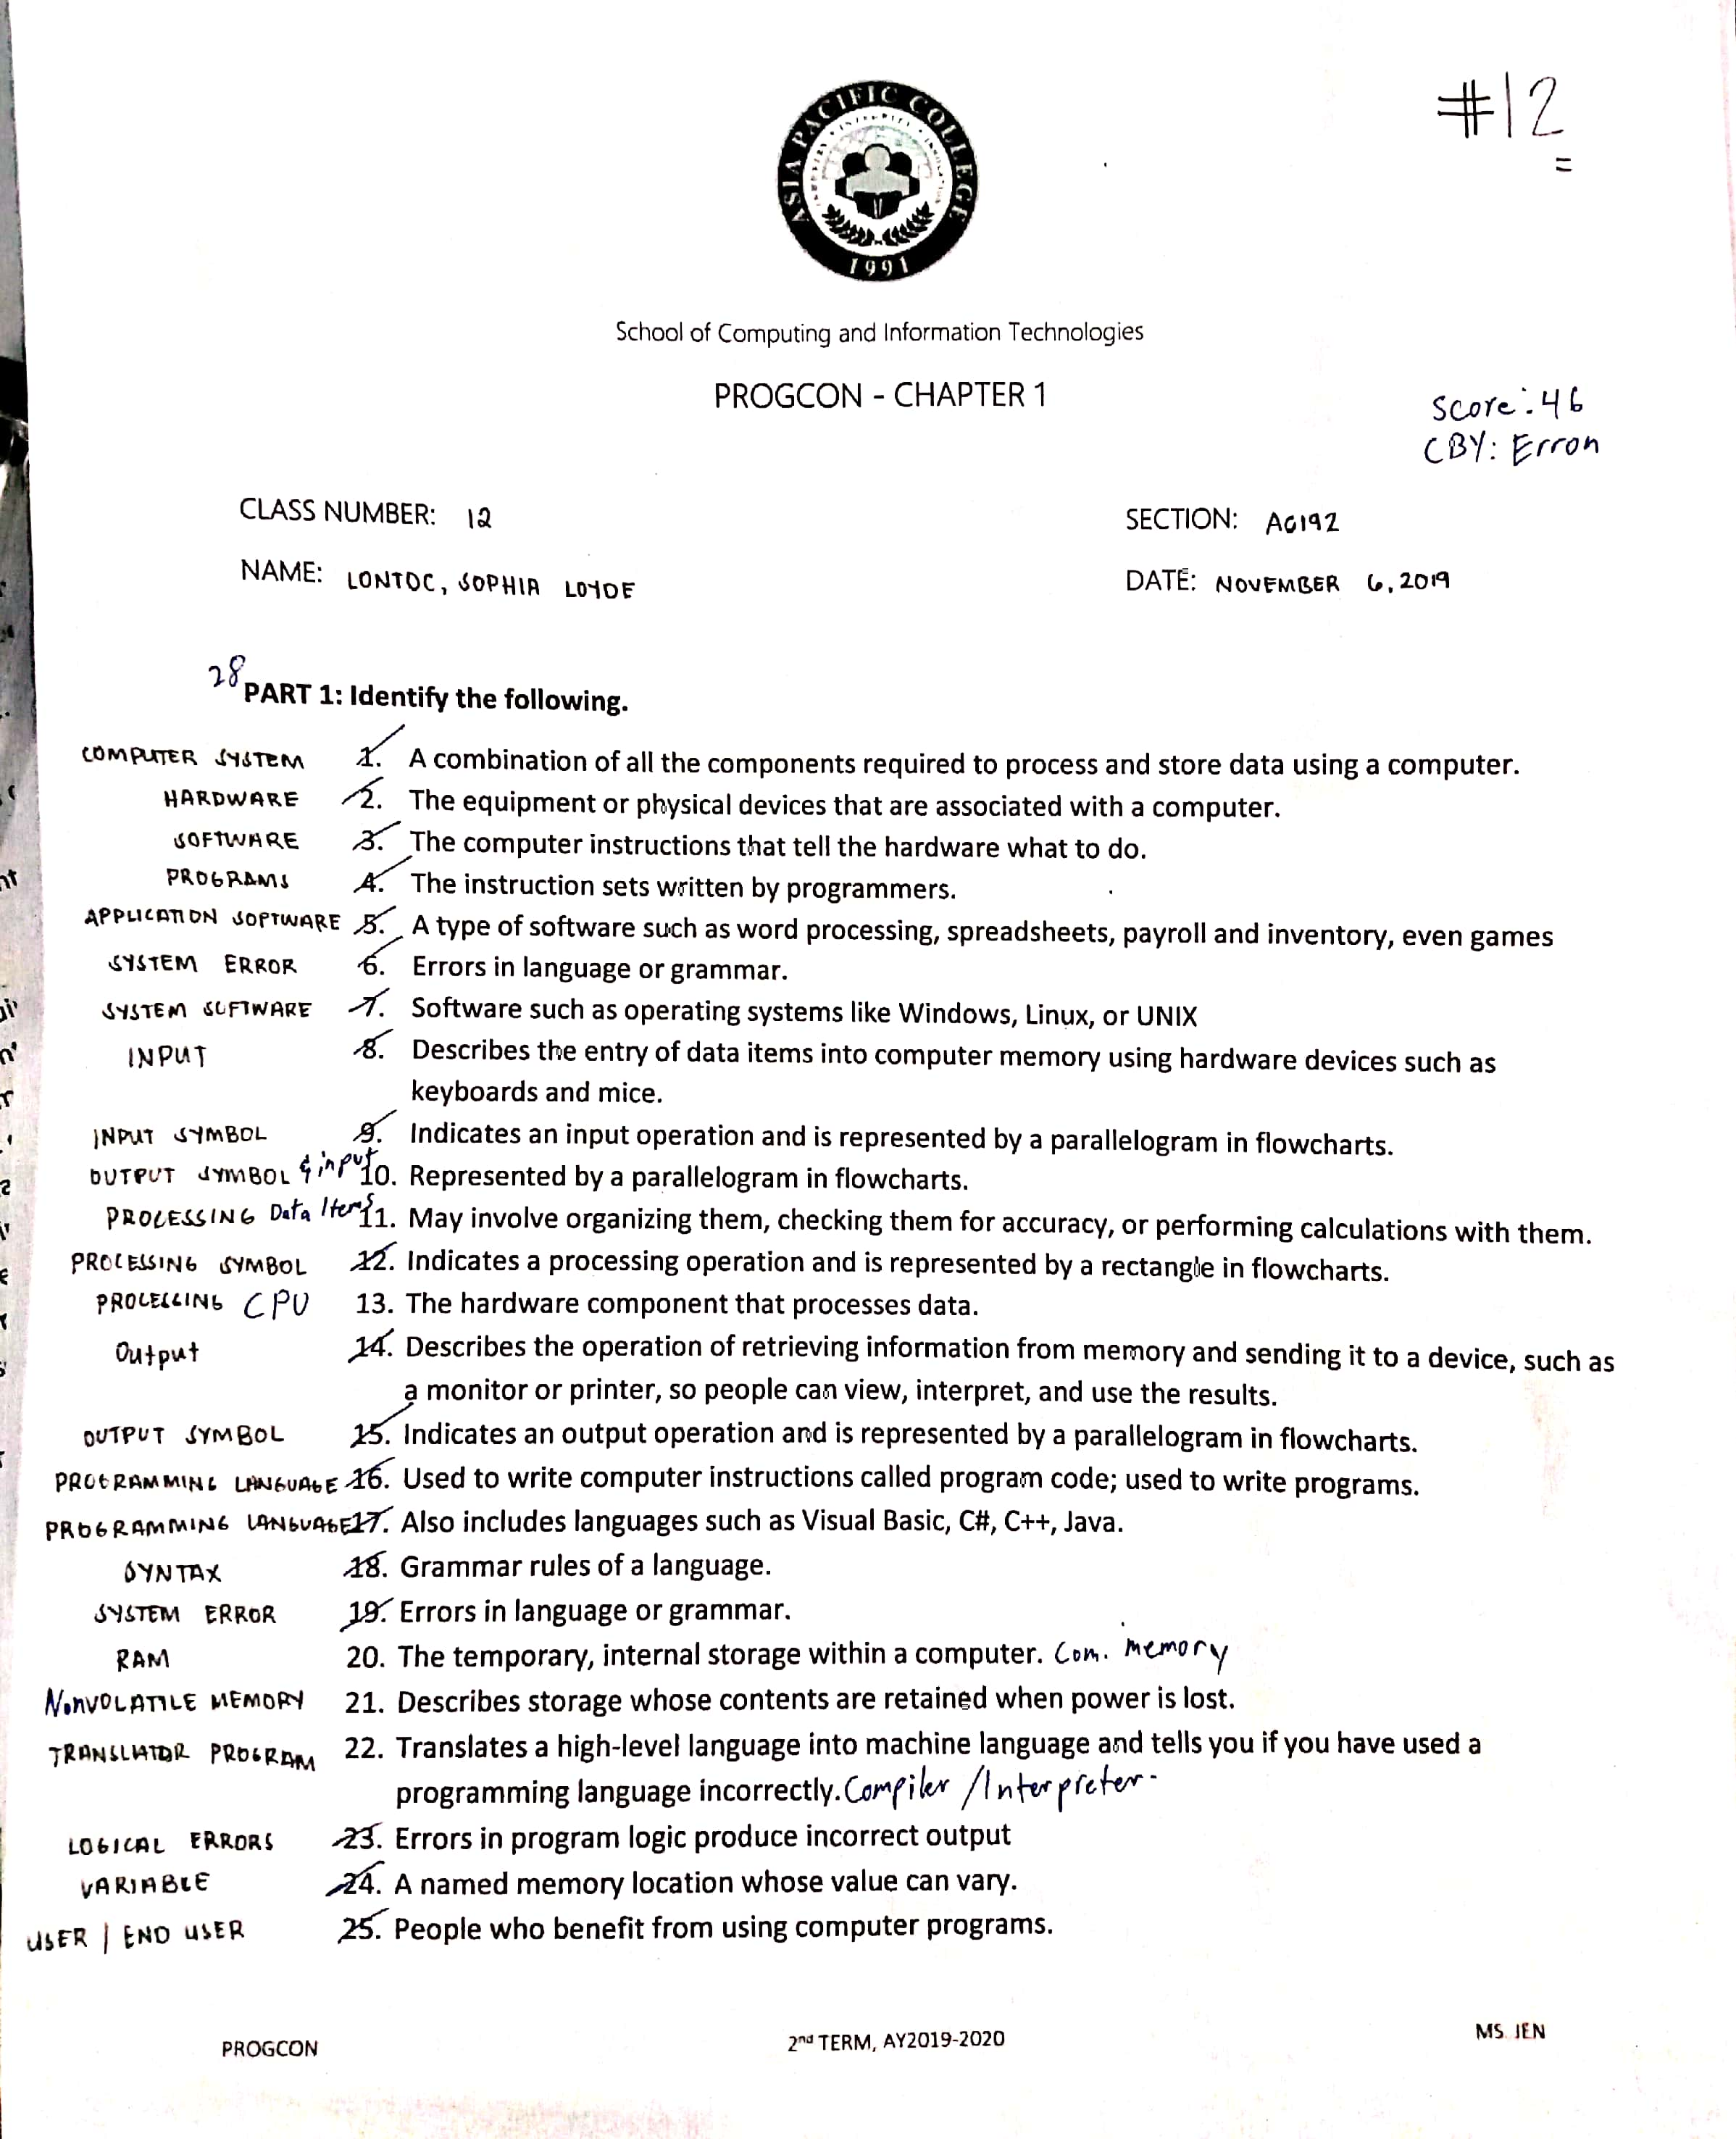 #12
=
ASIA PACIFIC COLLEGE
1991
School of Computing and Information Technologies
PROGCON - CHAPTER 1
Score: 46
CBY: Erron
CLASS NUMBER: 12
SECTION: AC192
NAME: LONTOC, SOPHIA LOYDE
DATE: NOVEMBER 6, 2019
28
PART 1: Identify the following.
COMPUTER SYSTEM 1. A combination of all the components required to process and store data using a computer.
HARDWARE 2. The equipment or physical devices that are associated with a computer.
SOFTWARE 3. The computer instructions that tell the hardware what to do.
PROGRAMS 4. The instruction sets written by programmers.
APPLICATION SOFTWARE 5. A type of software such as word processing, spreadsheets, payroll and inventory, even games
SYSTEM ERROR 6. Errors in language or grammar.
SYSTEM SOFTWARE 7. Software such as operating systems like Windows, Linux, or UNIX
INPUT 8. Describes the entry of data items into computer memory using hardware devices such as
keyboards and mice.
INPUT SYMBOL 9. Indicates an input operation and is represented by a parallelogram in flowcharts.
OUTPUT SYMBOL & input 10. Represented by a parallelogram in flowcharts.
PROCESSING Data Items 11. May involve organizing them, checking them for accuracy, or performing calculations with them.
PROCESSING SYMBOL 12. Indicates a processing operation and is represented by a rectangle in flowcharts.
PROCESSING CPU 13. The hardware component that processes data.
Output 14. Describes the operation of retrieving information from memory and sending it to a device, such as
a monitor or printer, so people can view, interpret, and use the results.
OUTPUT SYMBOL 15. Indicates an output operation and is represented by a parallelogram in flowcharts.
PROGRAMMING LANGUAGE 16. Used to write computer instructions called program code; used to write programs.
PROGRAMMING LANGUAGE 17. Also includes languages such as Visual Basic, C#, C++, Java.
SYNTAX 18. Grammar rules of a language.
SYSTEM ERROR 19. Errors in language or grammar.
RAM 20. The temporary, internal storage within a computer. Com. memory
NonVOLATILE MEMORY 21. Describes storage whose contents are retained when power is lost.
TRANSLATOR PROGRAM 22. Translates a high-level language into machine language and tells you if you have used a
programming language incorrectly. Compiler /Interpreter-
LOGICAL ERRORS 23. Errors in program logic produce incorrect output
VARIABLE 24. A named memory location whose value can vary.
USER | END USER 25. People who benefit from using computer programs.
PROGCON
2nd TERM, AY2019-2020
MS. JEN